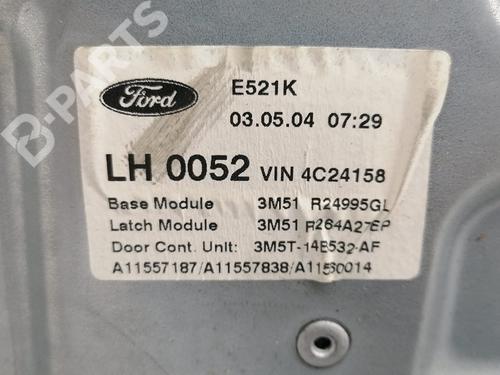 B-PARTS
Ford
E521K
03.05.04 07:29
LH 0052 VIN 4C24158
Base Module 3M51 R24995GL
Latch Module 3M51 R264A27EP
Door Cont. Unit: 3M5T-14B532-AF
A11557187/A11557838/A11560014